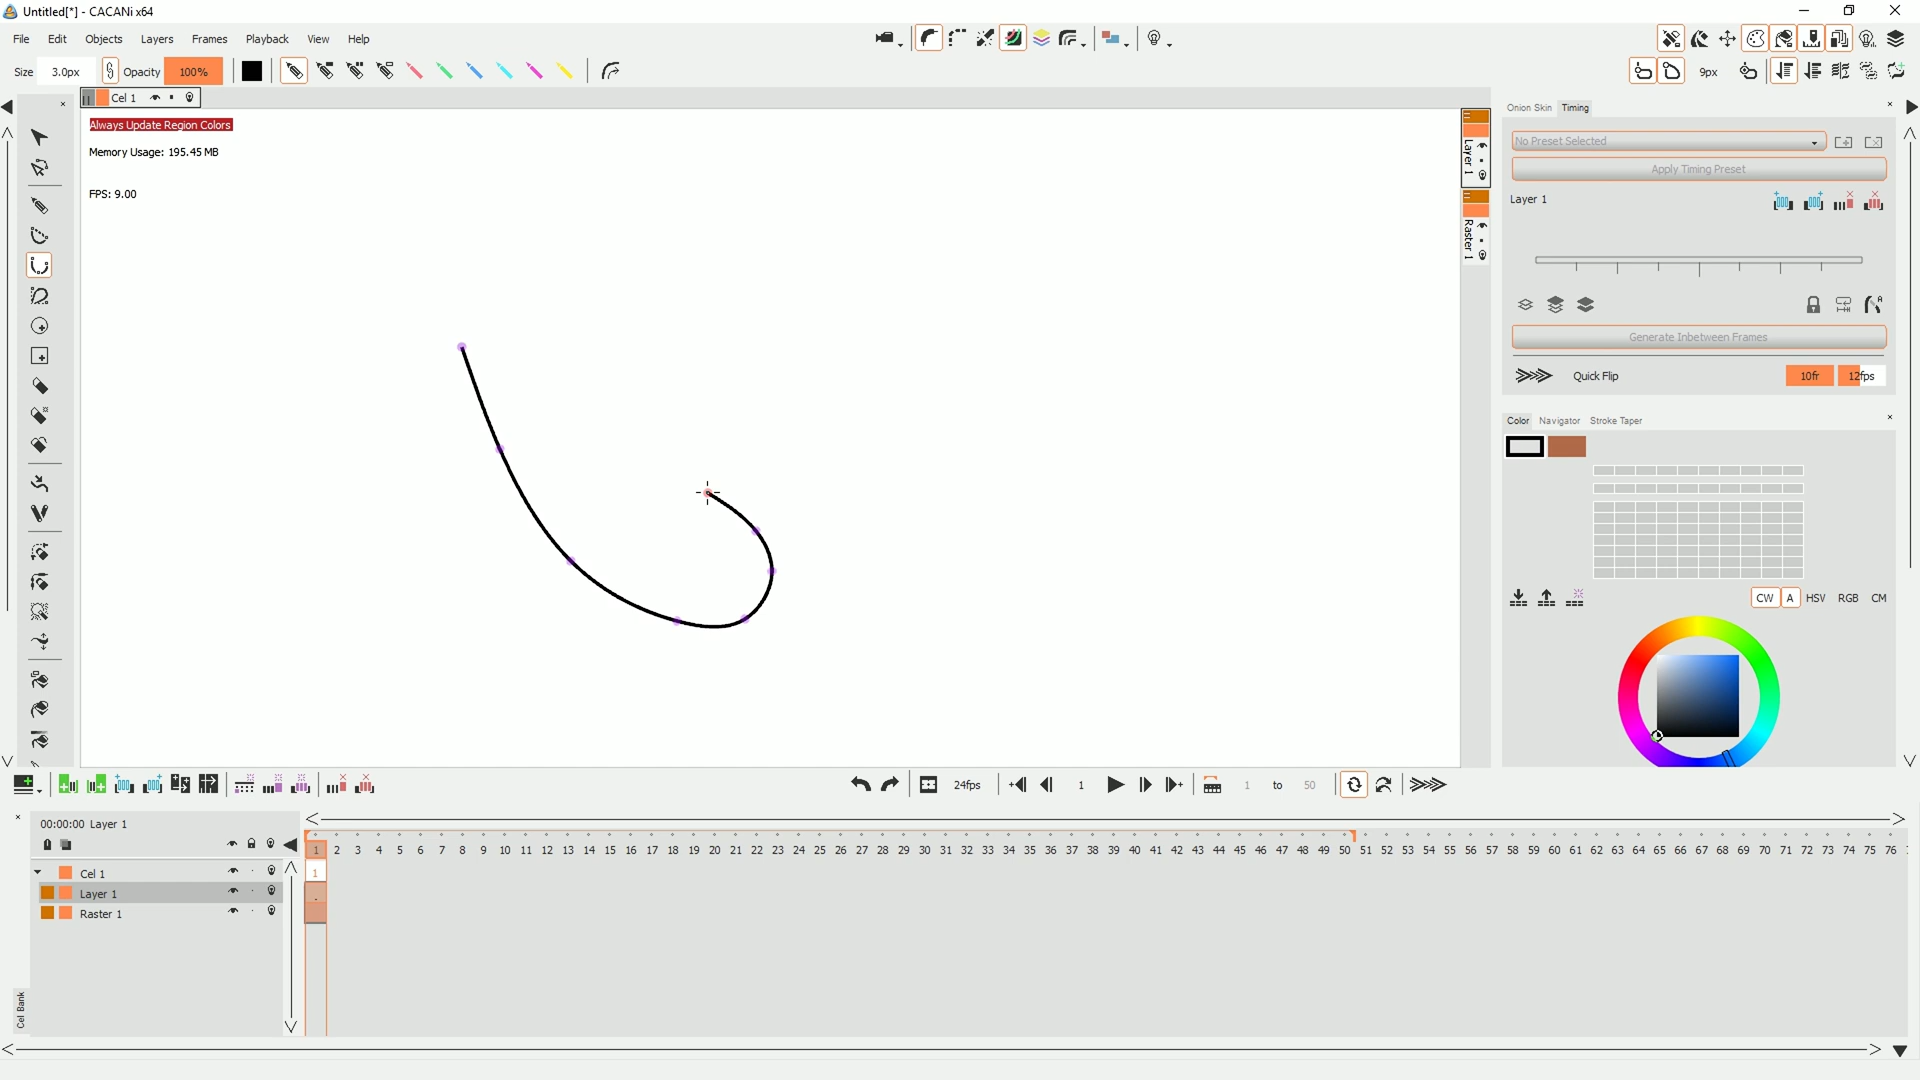 Untitled[*] - CACANi x64
File Edit Objects Layers Frames Playback View Help
Size 3.0px Opacity 100%
9px
Cel 1
Always Update Region Colors
Memory Usage: 195.45 MB
FPS: 9.00
Layer 1
Raster 1
Onion Skin Timing
No Preset Selected
Apply Timing Preset
Layer 1
Generate Inbetween Frames
Quick Flip 10fr 12fps
Color Navigator Stroke Taper
CW A HSV RGB CM
24fps 1 1 to 50
00:00:00 Layer 1
1 2 3 4 5 6 7 8 9 10 11 12 13 14 15 16 17 18 19 20 21 22 23 24 25 26 27 28 29 30 31 32 33 34 35 36 37 38 39 40 41 42 43 44 45 46 47 48 49 50 51 52 53 54 55 56 57 58 59 60 61 62 63 64 65 66 67 68 69 70 71 72 73 74 75 76
Cel 1 1
Layer 1
Raster 1
Cel Bank